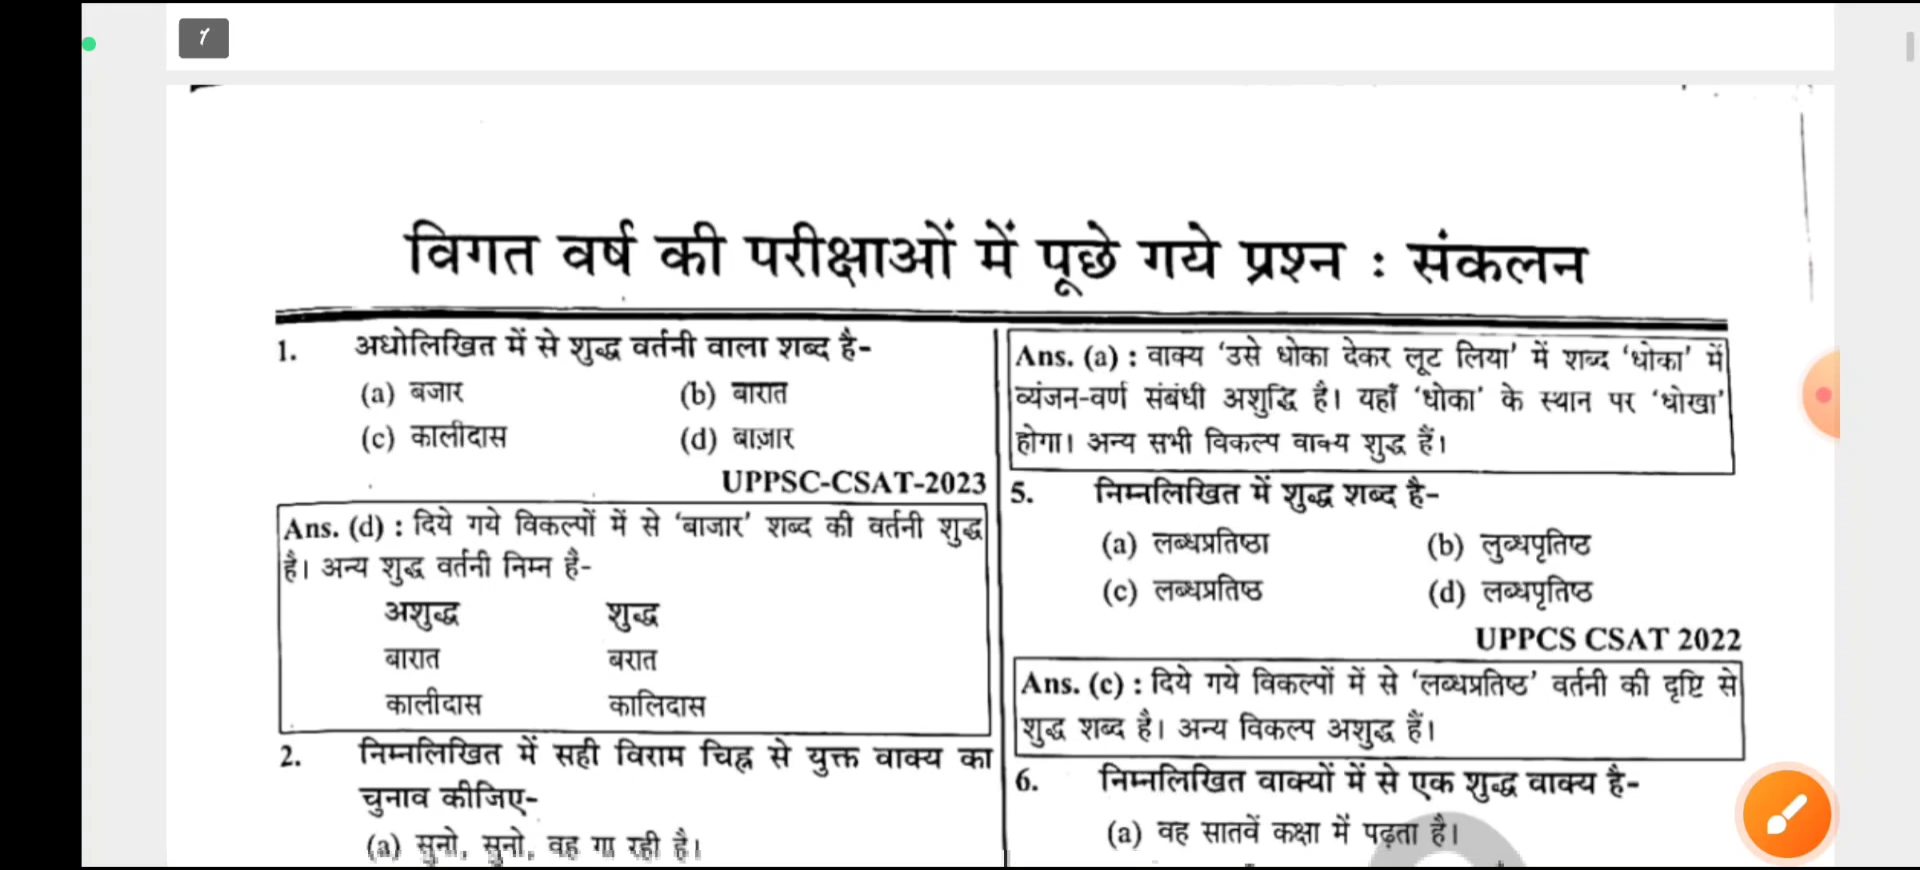 विगत वर्ष की परीक्षाओं में पूछे गये प्रश्न : संकलन
1. अधोलिखित में से शुद्ध वर्तनी वाला शब्द है-
(a) बजार (b) बारात
(c) कालीदास (d) बाज़ार
UPPSC-CSAT-2023
Ans. (d) : दिये गये विकल्पों में से ‘बाजार’ शब्द की वर्तनी शुद्ध
है। अन्य शुद्ध वर्तनी निम्न है-
अशुद्ध शुद्ध
बारात बरात
कालीदास कालिदास
2. निम्नलिखित में सही विराम चिह्न से युक्त वाक्य का
चुनाव कीजिए-
(a) सुनो, सुनो, वह गा रही है।
Ans. (a) : वाक्य ‘उसे धोका देकर लूट लिया’ में शब्द ‘धोका’ में
व्यंजन-वर्ण संबंधी अशुद्धि है। यहाँ ‘धोका’ के स्थान पर ‘धोखा’
होगा। अन्य सभी विकल्प वाक्य शुद्ध हैं।
5. निम्नलिखित में शुद्ध शब्द है-
(a) लब्धप्रतिष्ठा (b) लुब्धपृतिष्ठ
(c) लब्धप्रतिष्ठ (d) लब्धपृतिष्ठ
UPPCS CSAT 2022
Ans. (c) : दिये गये विकल्पों में से ‘लब्धप्रतिष्ठ’ वर्तनी की दृष्टि से
शुद्ध शब्द है। अन्य विकल्प अशुद्ध हैं।
6. निम्नलिखित वाक्यों में से एक शुद्ध वाक्य है-
(a) वह सातवें कक्षा में पढ़ता है।